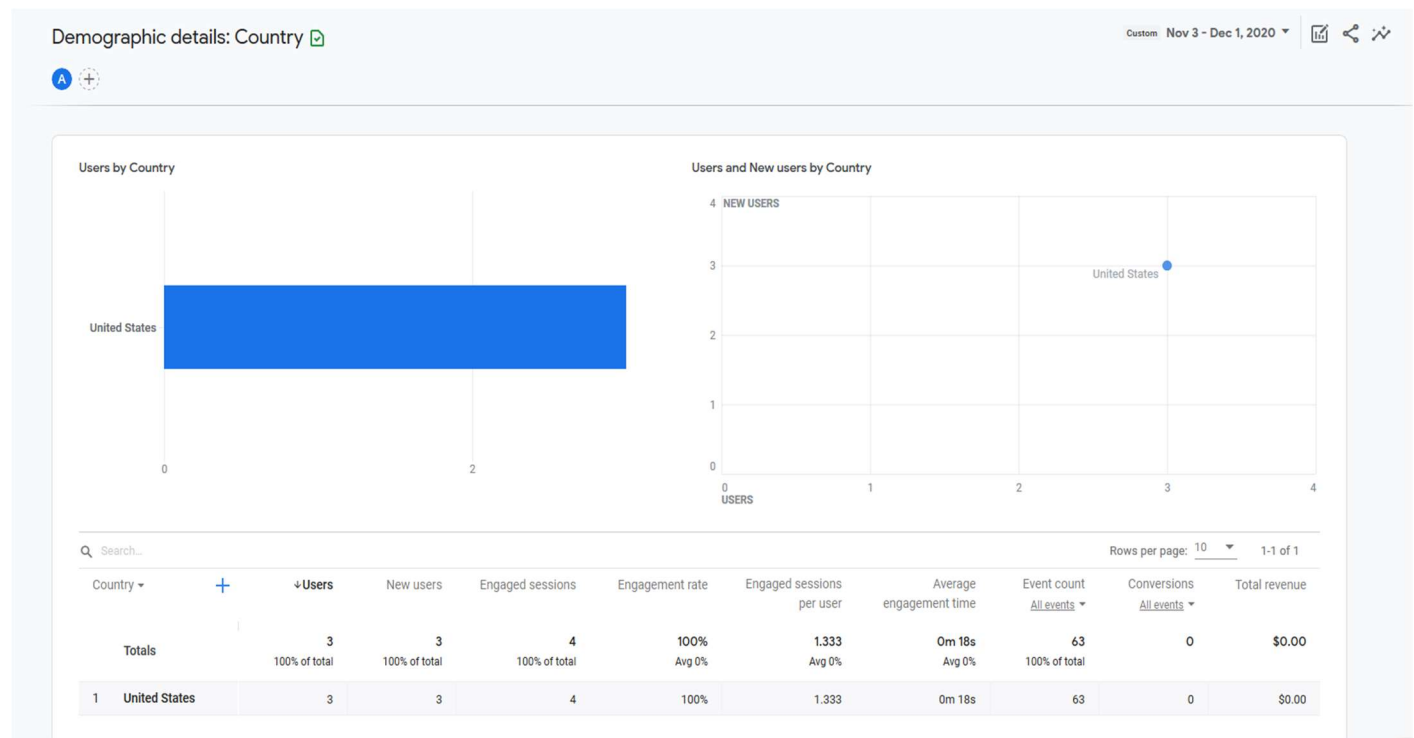 Demographic details: Country
Custom Nov 3 - Dec 1, 2020
A
Users by Country
United States
0 2
Users and New users by Country
4 NEW USERS
3
United States
2
1
0
0 1 2 3 4
USERS
Search...
Rows per page: 10 1-1 of 1
Country Users New users Engaged sessions Engagement rate Engaged sessions per user Average engagement time Event count All events Conversions All events Total revenue
Totals 3 3 4 100% 1.333 0m 18s 63 0 $0.00
100% of total 100% of total 100% of total Avg 0% Avg 0% Avg 0% 100% of total
1 United States 3 3 4 100% 1.333 0m 18s 63 0 $0.00